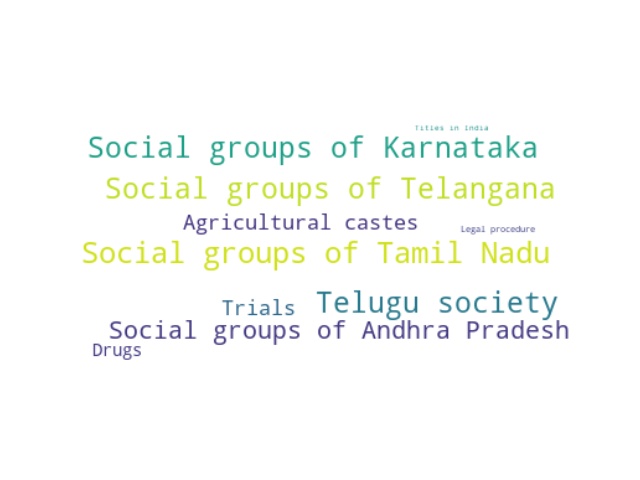 Titles in India
Social groups of Karnataka
Social groups of Telangana
Agricultural castes
Legal procedure
Social groups of Tamil Nadu
Trials
Telugu society
Social groups of Andhra Pradesh
Drugs